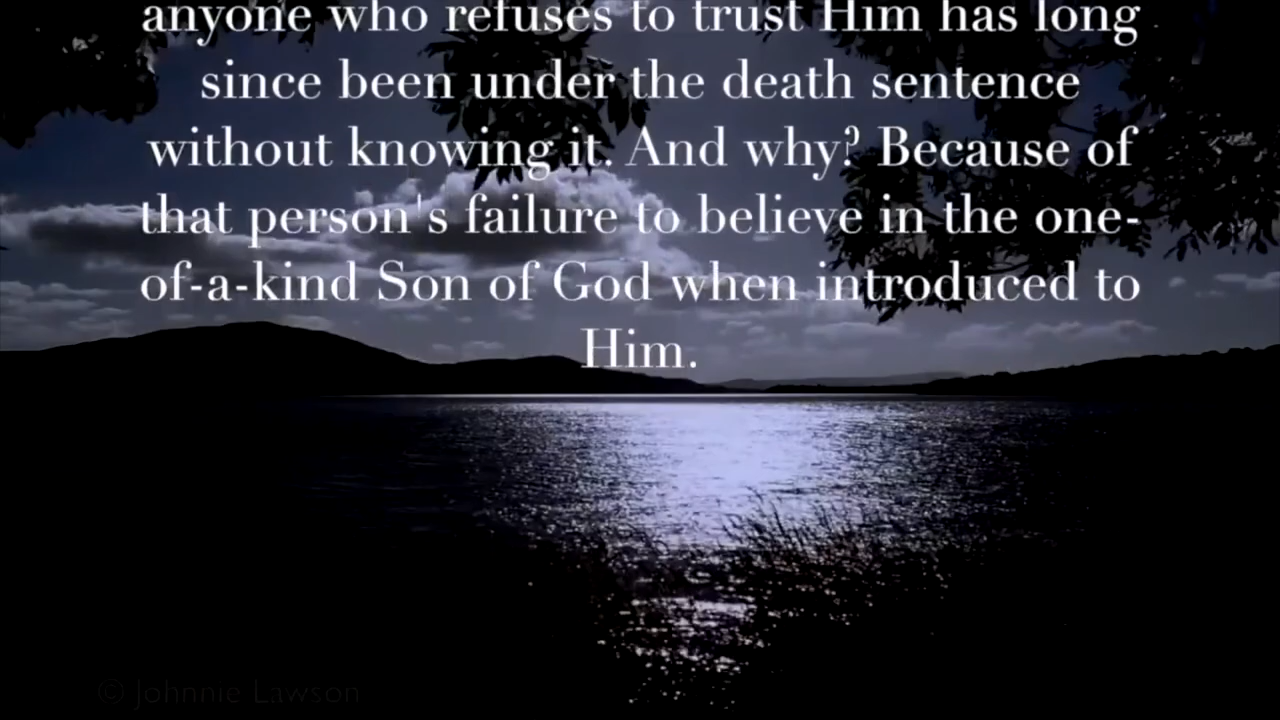 anyone who refuses to trust Him has long
since been under the death sentence
without knowing it. And why? Because of
that person's failure to believe in the one-
of-a-kind Son of God when introduced to
Him.
© Johnnie Lawson